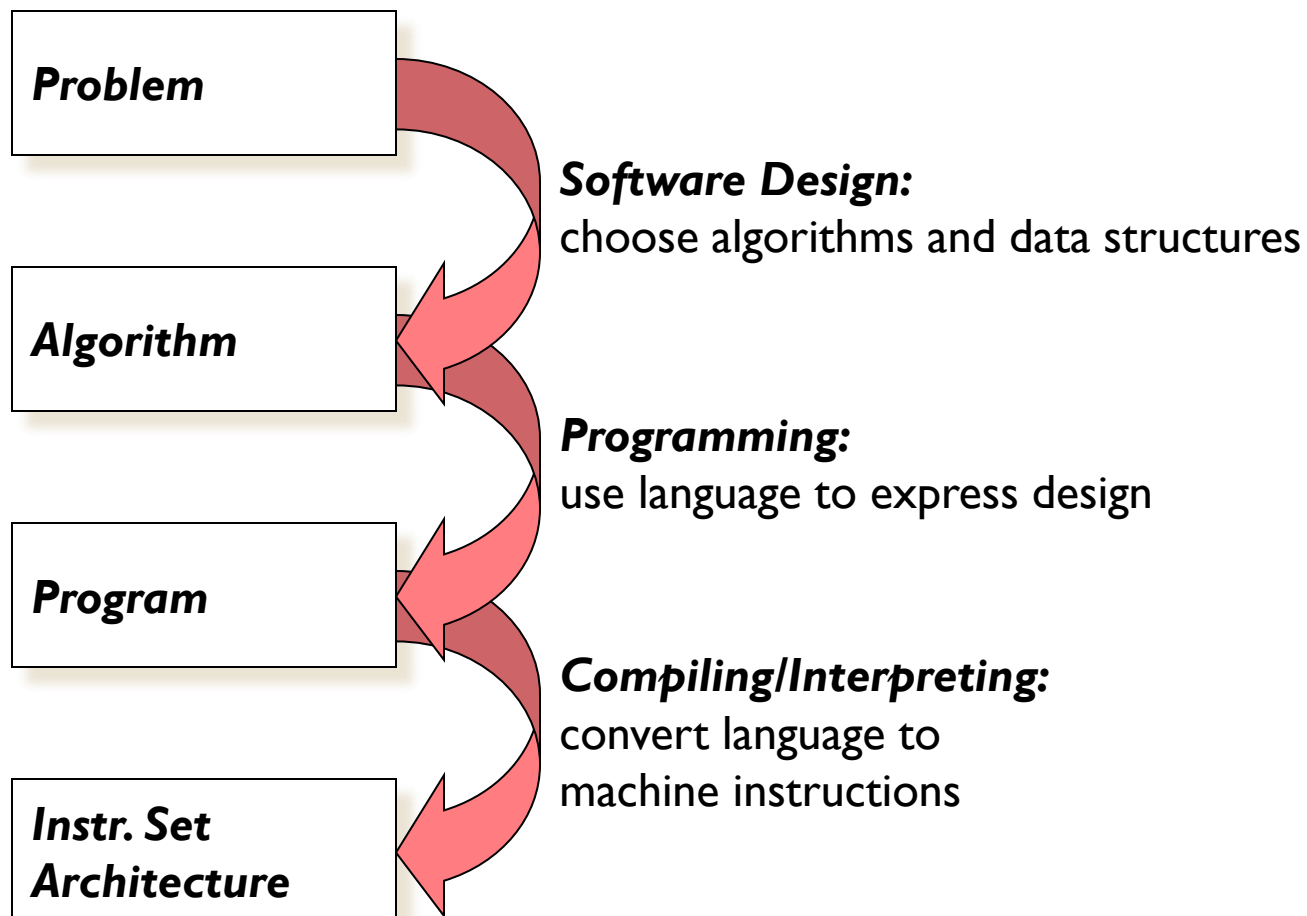 Problem
Software Design:
choose algorithms and data structures
Algorithm
Programming:
use language to express design
Program
Compiling/Interpreting:
convert language to
machine instructions
Instr. Set
Architecture